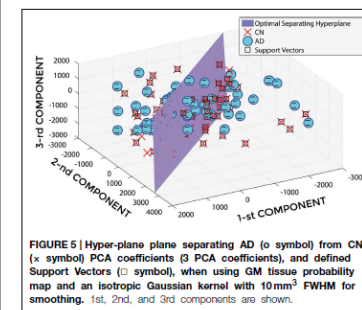 Optimal Separating Hyperplane
CN
AD
Support Vectors
3-rd COMPONENT
2000
1000
0
-1000
-2000
-3000
-3000
-2000
-1000
0
1000
2000
3000
4000
2nd COMPONENT
2000
1000
0
-1000
-2000
-3000
1-st COMPONENT
FIGURE 5 | Hyper-plane plane separating AD (o symbol) from CN
(× symbol) PCA coefficients (3 PCA coefficients), and defined
Support Vectors (□ symbol), when using GM tissue probability
map and an isotropic Gaussian kernel with 10 mm³ FWHM for
smoothing. 1st, 2nd, and 3rd components are shown.